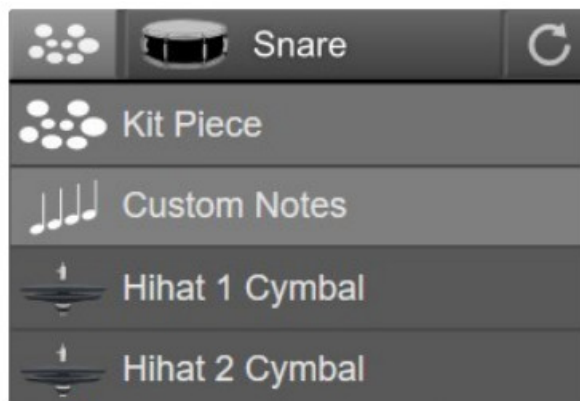 Snare
Kit Piece
Custom Notes
Hihat 1 Cymbal
Hihat 2 Cymbal